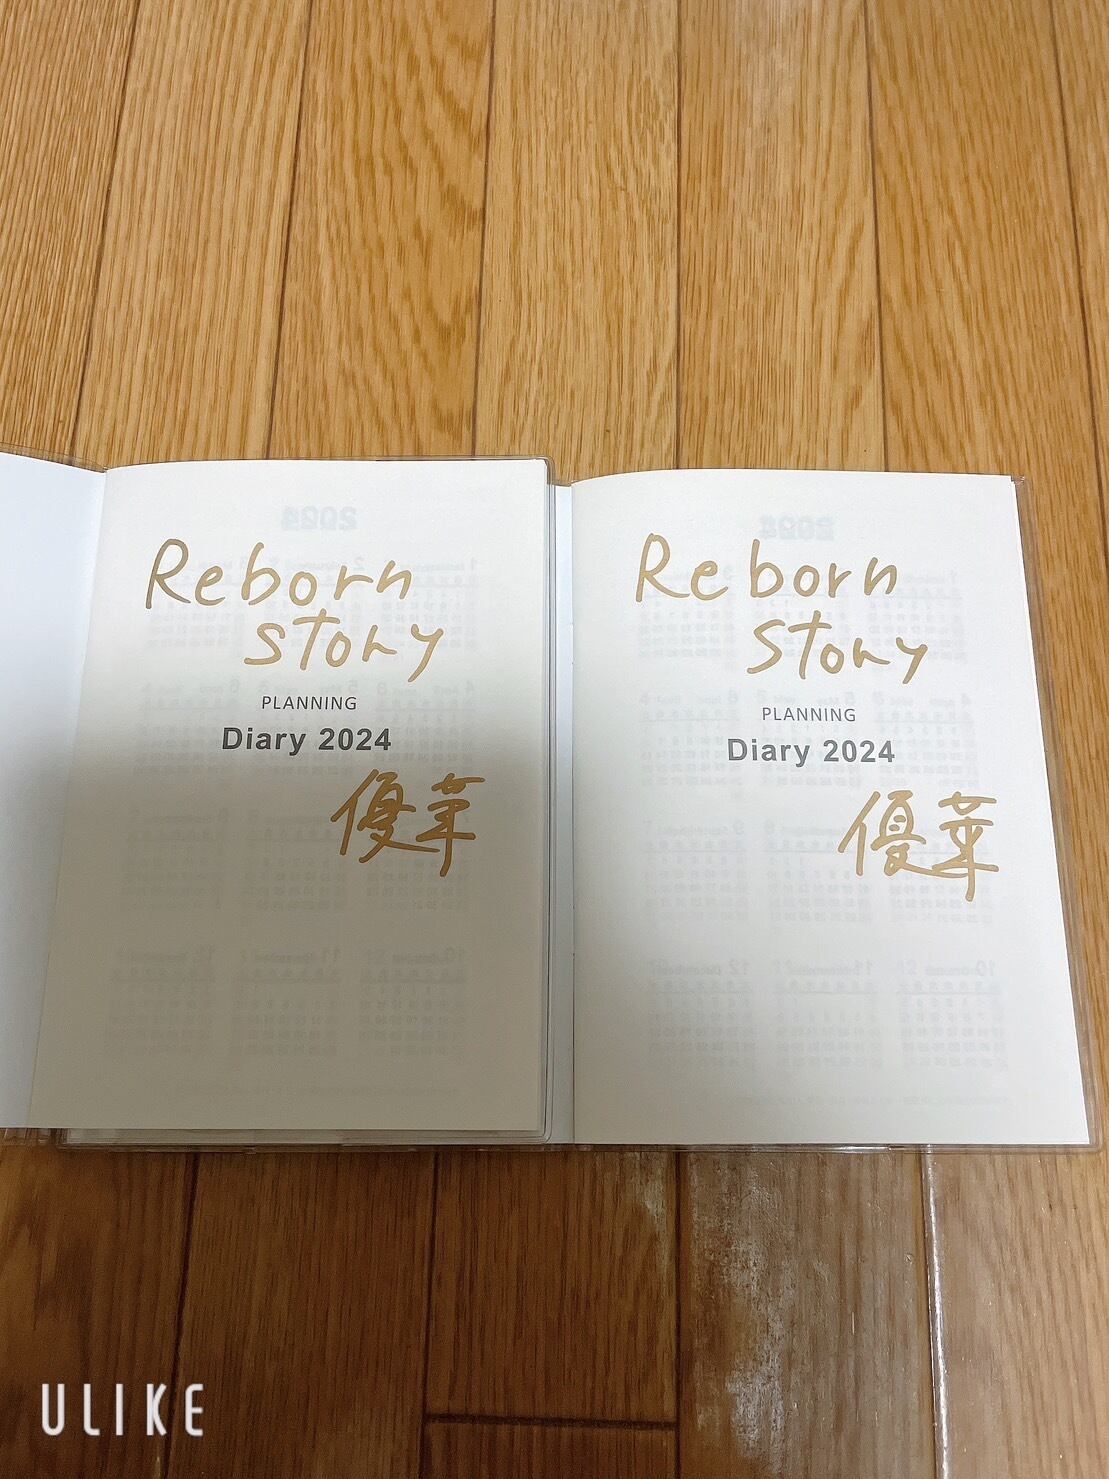 Reborn
story
PLANNING
Diary 2024
優華
Reborn
story
PLANNING
Diary 2024
優華
ULIKE